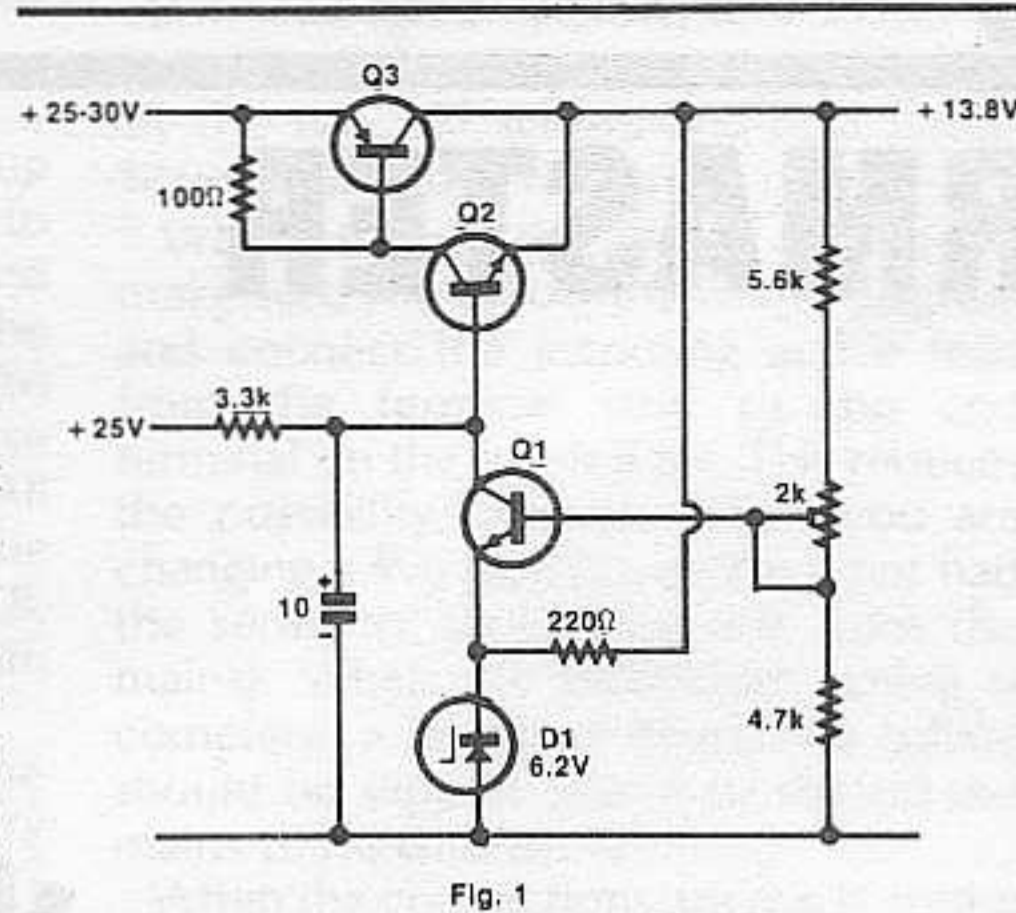 Q3
+ 25-30V
+ 13.8V
100Ω
Q2
5.6k
3.3k
+ 25V
Q1
2k
10
+
-
220Ω
D1
6.2V
4.7k
Fig. 1